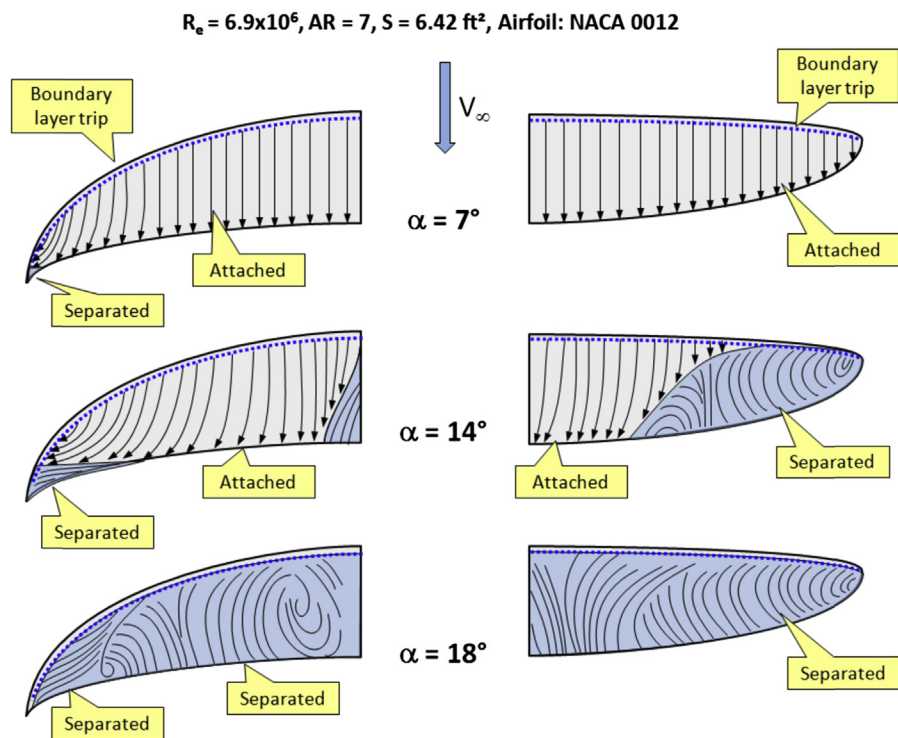 Rₑ = 6.9x10⁶, AR = 7, S = 6.42 ft², Airfoil: NACA 0012
Boundary
layer trip
V∞
Boundary
layer trip
α = 7°
Attached
Attached
Separated
α = 14°
Attached
Separated
Attached
Separated
α = 18°
Separated
Separated
Separated